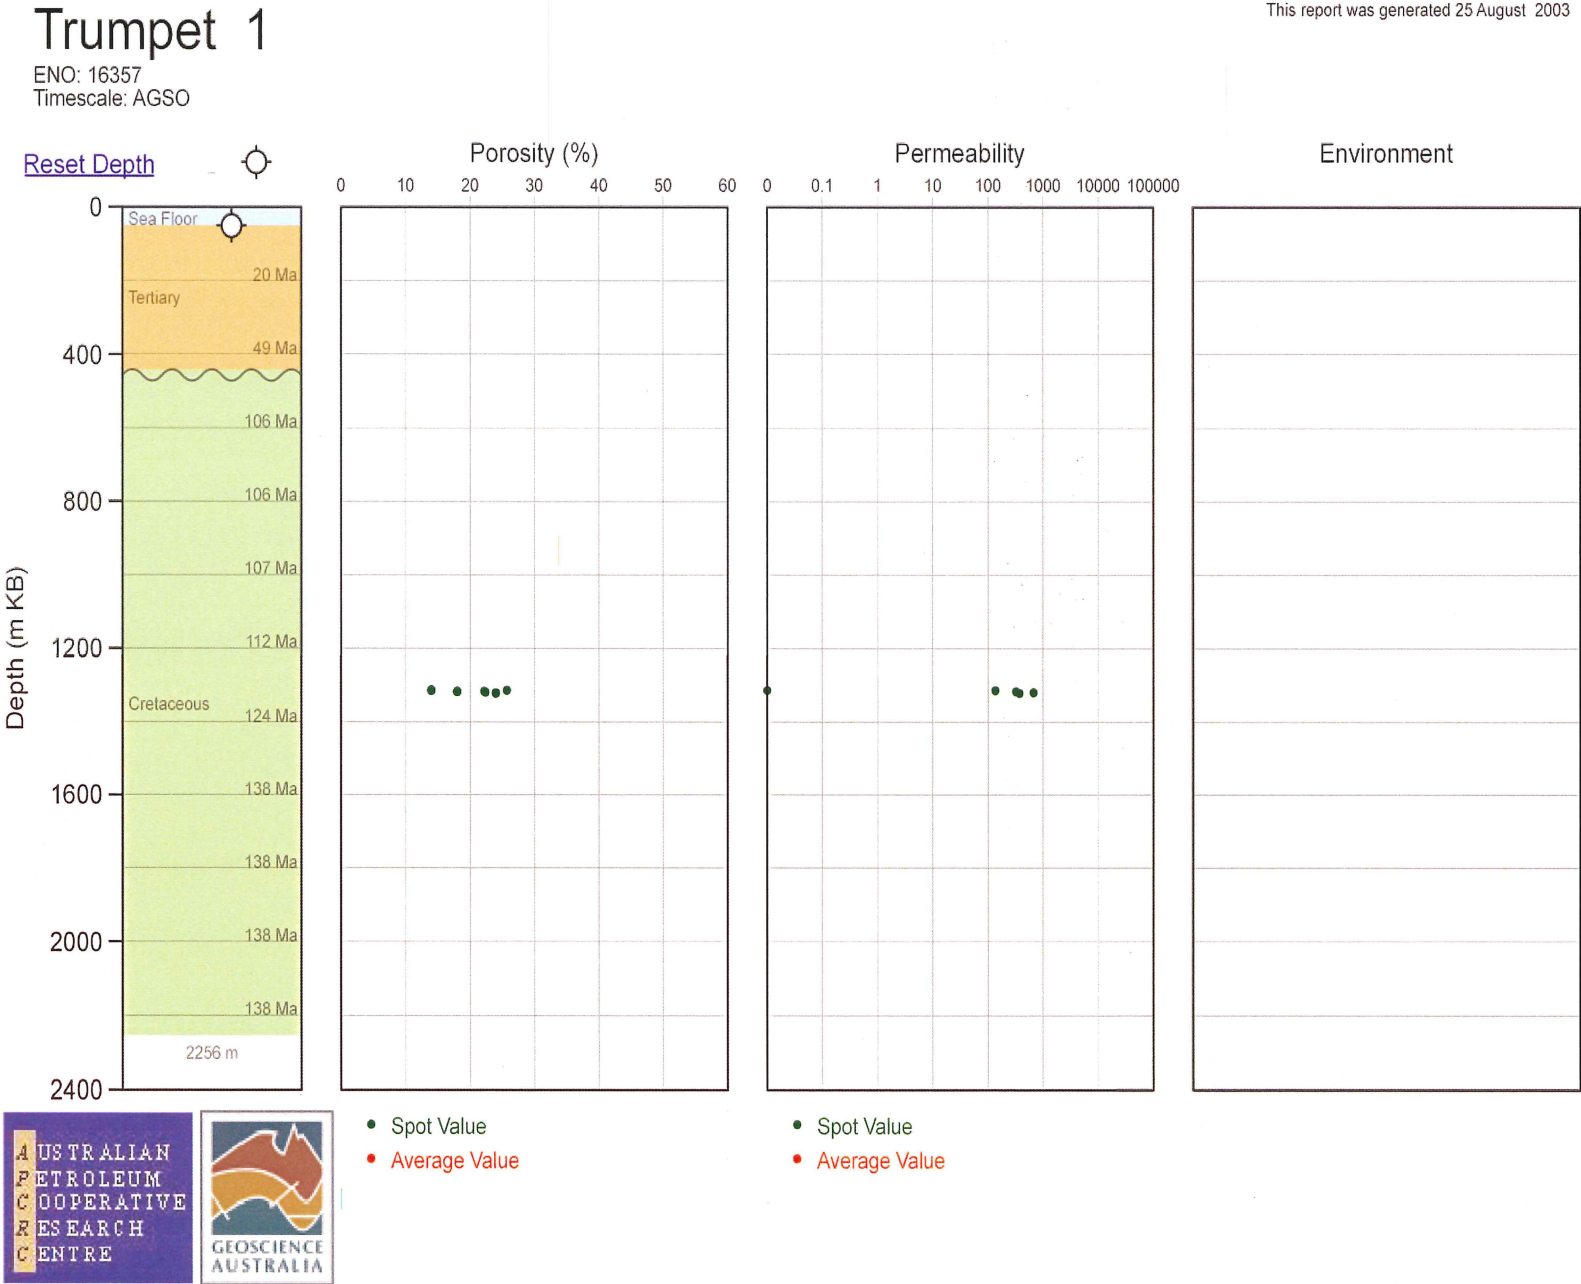 This report was generated 25 August 2003
Trumpet 1
ENO: 16357
Timescale: AGSO
Reset Depth
Porosity (%)
Permeability
Environment
0 10 20 30 40 50 60
0 0.1 1 10 100 1000 10000 100000
Depth (m KB)
0
400
800
1200
1600
2000
2400
Sea Floor
20 Ma
Tertiary
49 Ma
106 Ma
106 Ma
107 Ma
112 Ma
Cretaceous
124 Ma
138 Ma
138 Ma
138 Ma
138 Ma
2256 m
Spot Value
Average Value
Spot Value
Average Value
AUSTRALIAN
PETROLEUM
COOPERATIVE
RESEARCH
CENTRE
GEOSCIENCE
AUSTRALIA